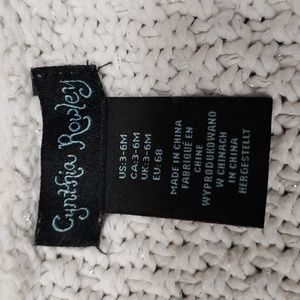 Cynthia Rowley
US:3-6M
CA:3-6M
UK:3-6M
EU:68
MADE IN CHINA
FABRIQUÉ EN
CHINE
WYPRODUKOWANO
W CHINACH
IN CHINA
HERGESTELLT